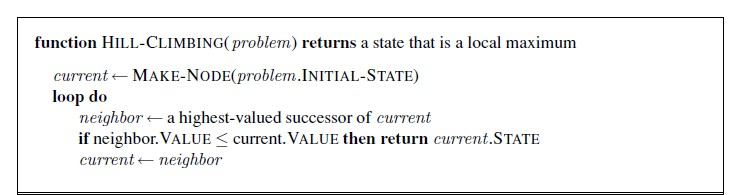 function HILL-CLIMBING(problem) returns a state that is a local maximum
current ← MAKE-NODE(problem.INITIAL-STATE)
loop do
neighbor ← a highest-valued successor of current
if neighbor.VALUE ≤ current.VALUE then return current.STATE
current ← neighbor